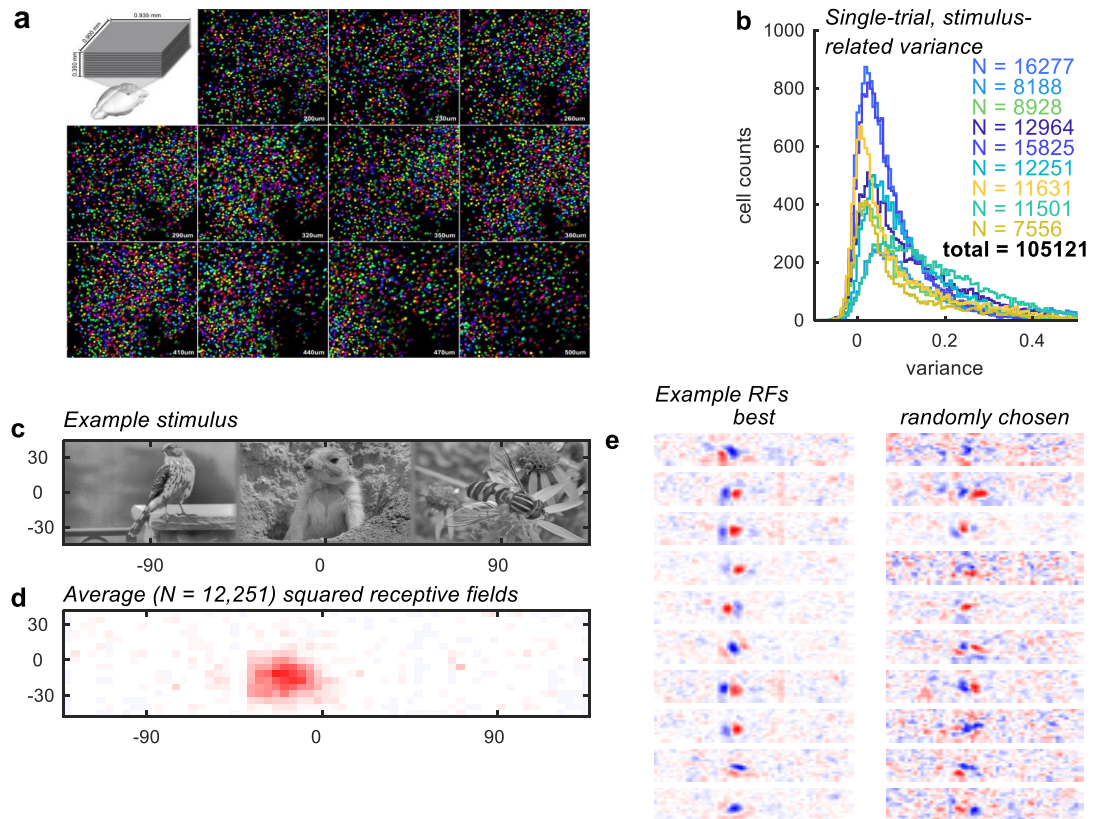 a
0.935 mm
0.900 mm
0.350 mm
200um
230um
260um
290um
320um
350um
380um
410um
440um
470um
500um
b
Single-trial, stimulus-
related variance
1000
800
600
400
200
0
cell counts
N = 16277
N = 8188
N = 8928
N = 12964
N = 15825
N = 12251
N = 11631
N = 11501
N = 7556
total = 105121
0
0.2
0.4
variance
c
Example stimulus
30
0
-30
-90
0
90
d
Average (N = 12,251) squared receptive fields
30
0
-30
-90
0
90
e
Example RFs
best
randomly chosen